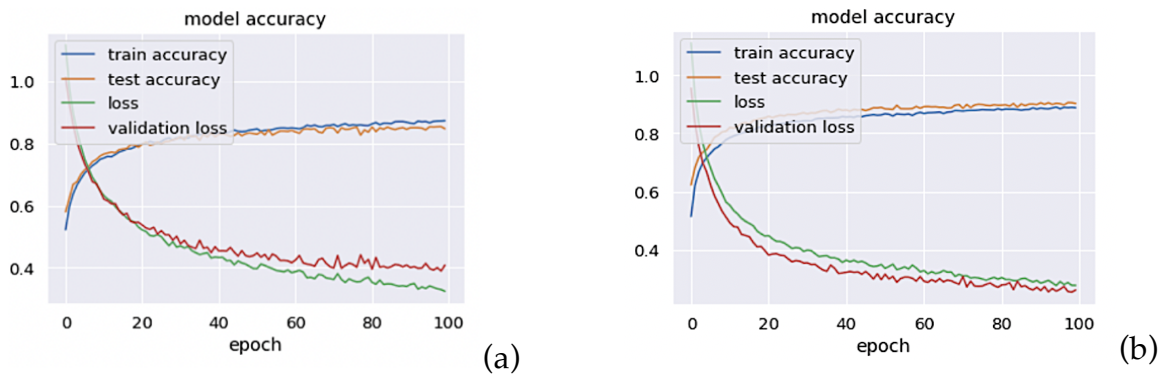 model accuracy
train accuracy
test accuracy
loss
validation loss
1.0
0.8
0.6
0.4
0 20 40 60 80 100
epoch
(a)
model accuracy
train accuracy
test accuracy
loss
validation loss
1.0
0.8
0.6
0.4
0 20 40 60 80 100
epoch
(b)